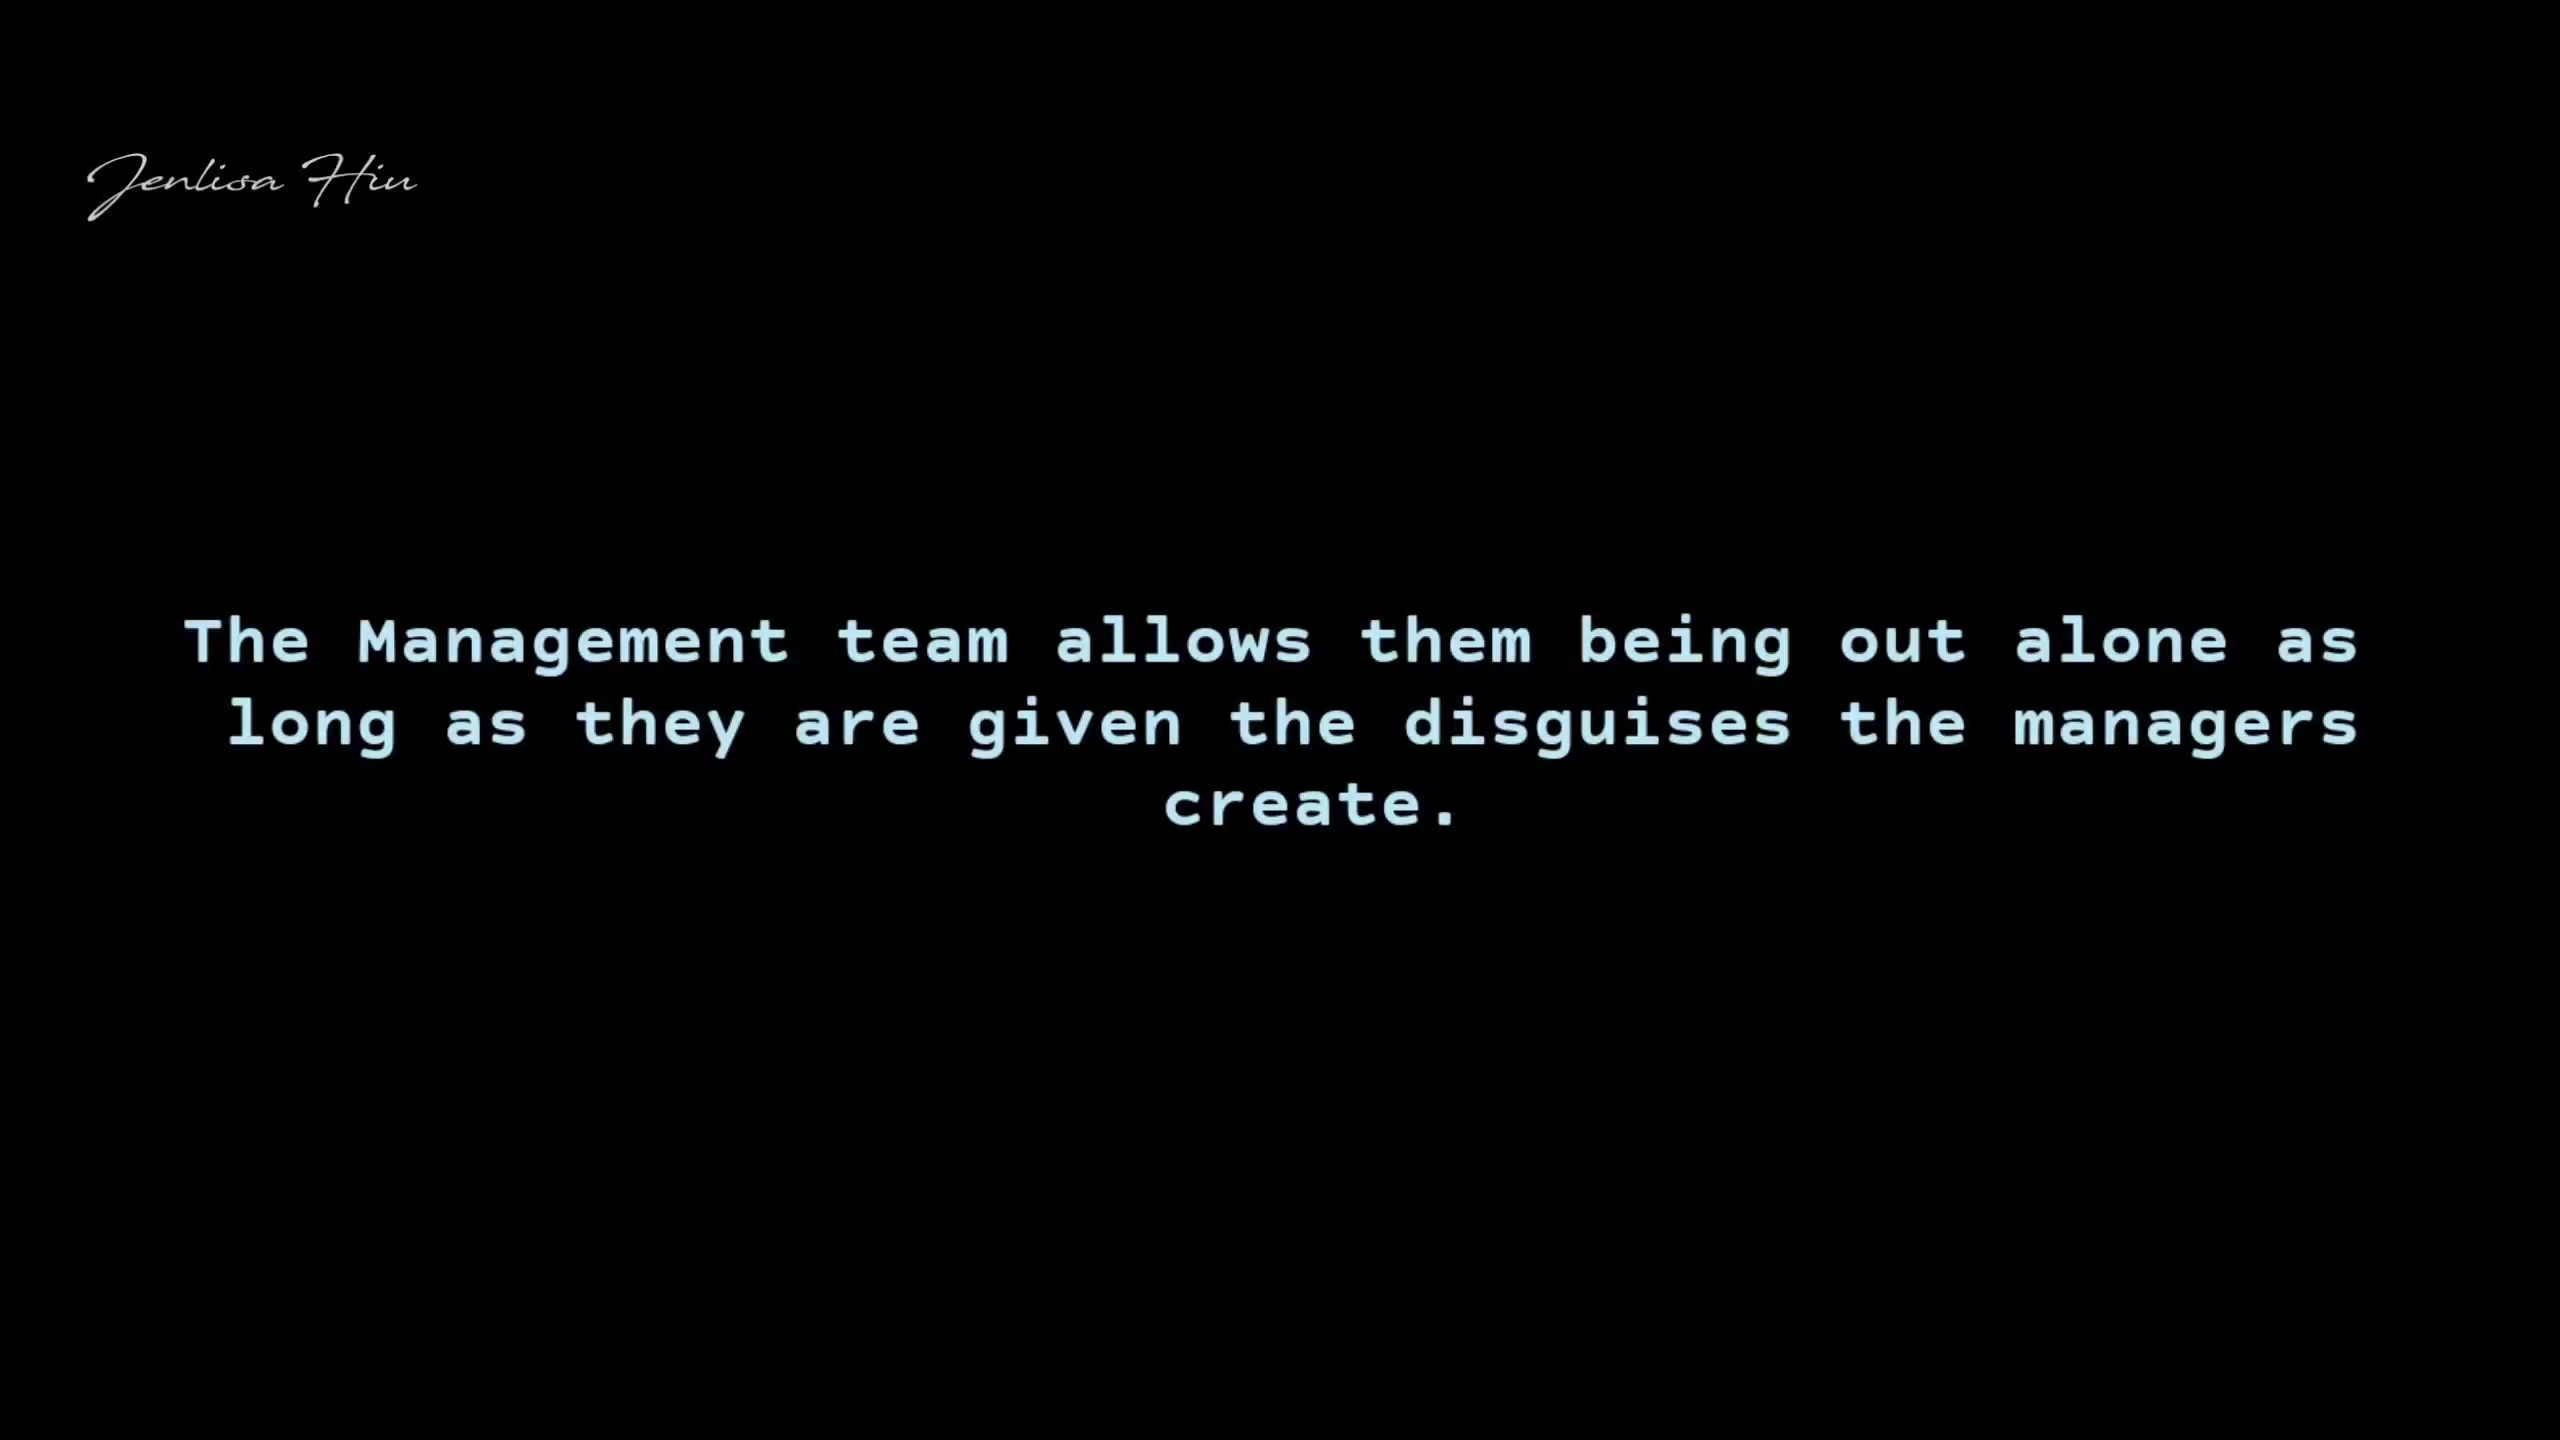 Jenlisa Hiu
The Management team allows them being out alone as
long as they are given the disguises the managers
create.